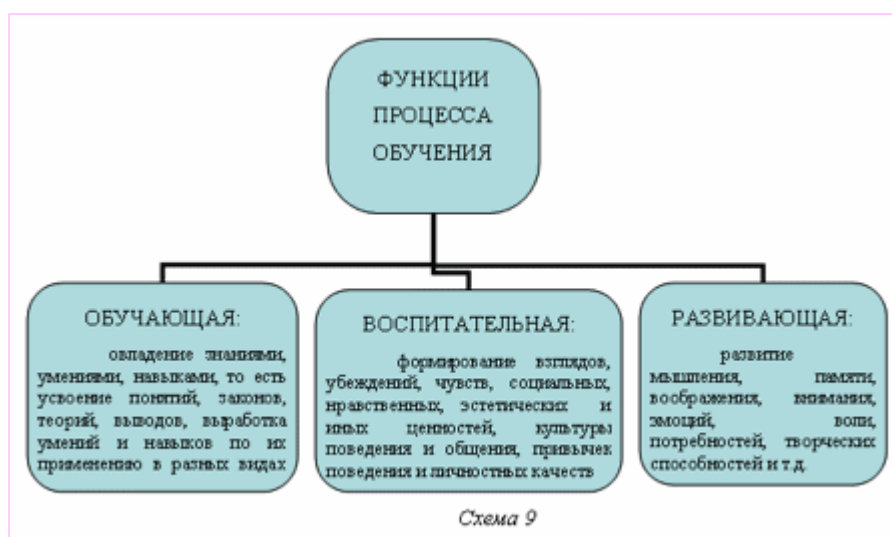 ФУНКЦИИ
ПРОЦЕССА
ОБУЧЕНИЯ
ОБУЧАЮЩАЯ:
овладение знаниями,
умениями, навыками, то есть
усвоение понятий, законов,
теорий, выводов, выработка
умений и навыков по их
применению в разных видах
ВОСПИТАТЕЛЬНАЯ:
формирование взглядов,
убеждений, чувств, социальных,
нравственных, эстетических и
иных ценностей, культуры
поведения и общения, привычек
поведения и личностных качеств
РАЗВИВАЮЩАЯ:
развитие
мышления, памяти,
воображения, внимания,
эмоций, воли,
потребностей, творческих
способностей и т.д.
Схема 9